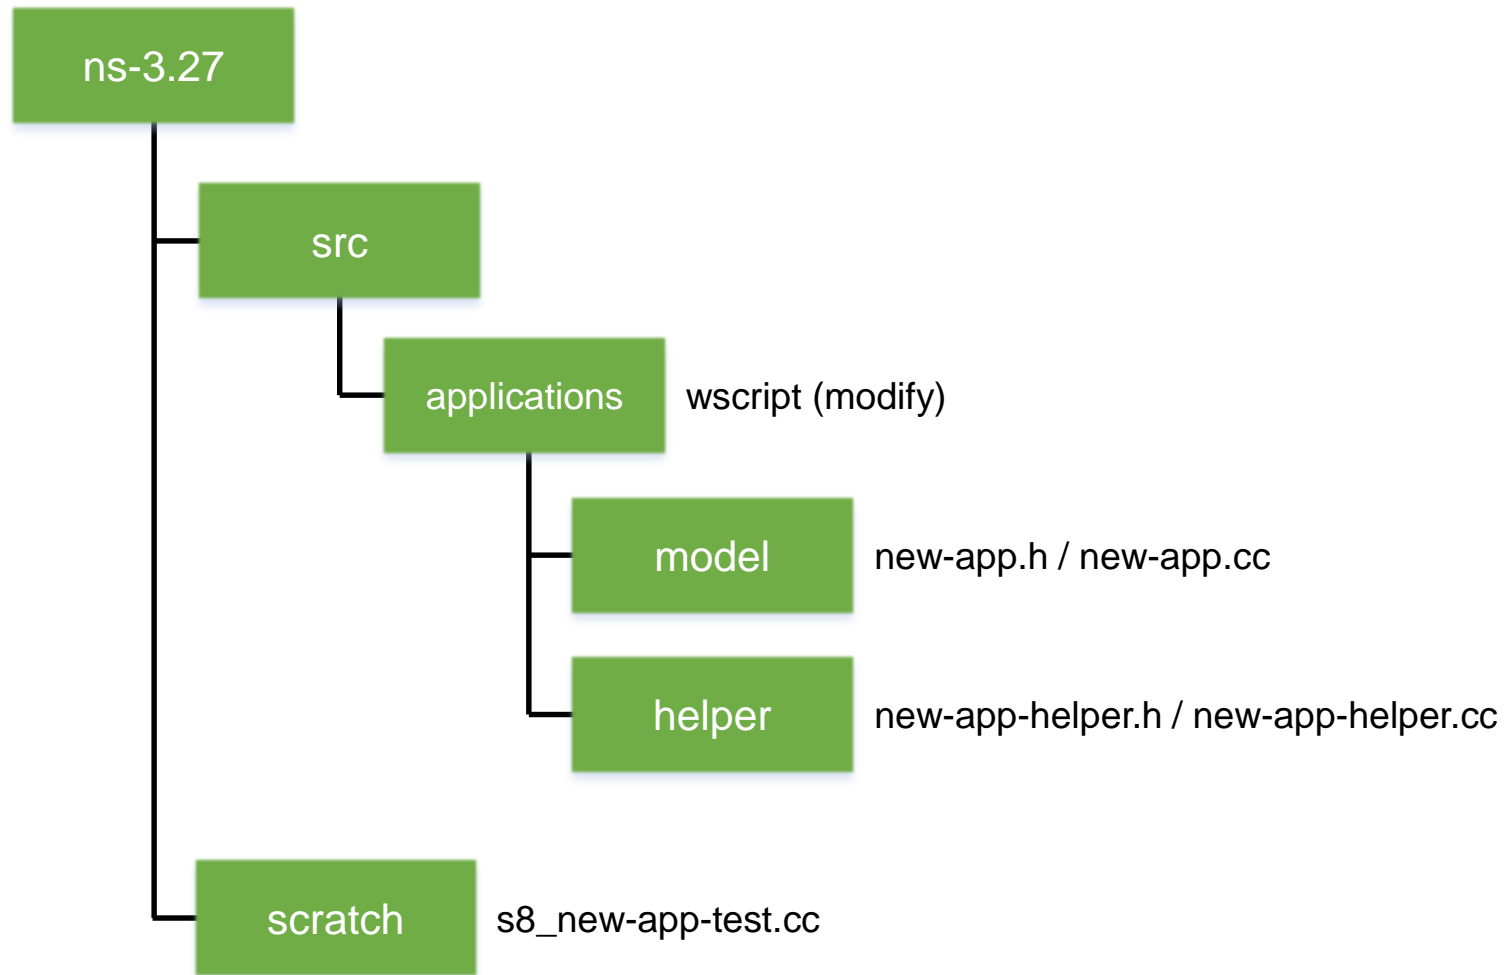 ns-3.27
src
applications
wscript (modify)
model
new-app.h / new-app.cc
helper
new-app-helper.h / new-app-helper.cc
scratch
s8_new-app-test.cc